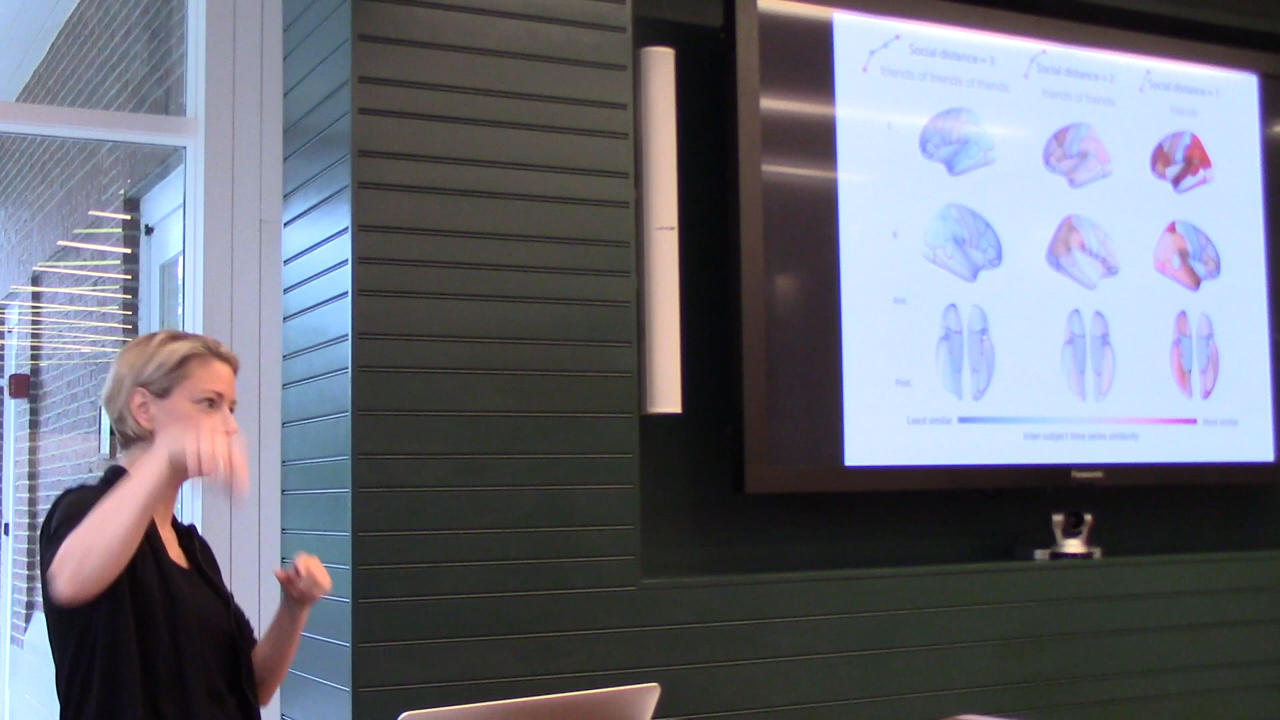 Social distance = 3:
friends of friends of friends
Social distance = 2:
friends of friends
Social distance = 1:
friends
Least similar
Most similar
Inter-subject time series similarity
Panasonic